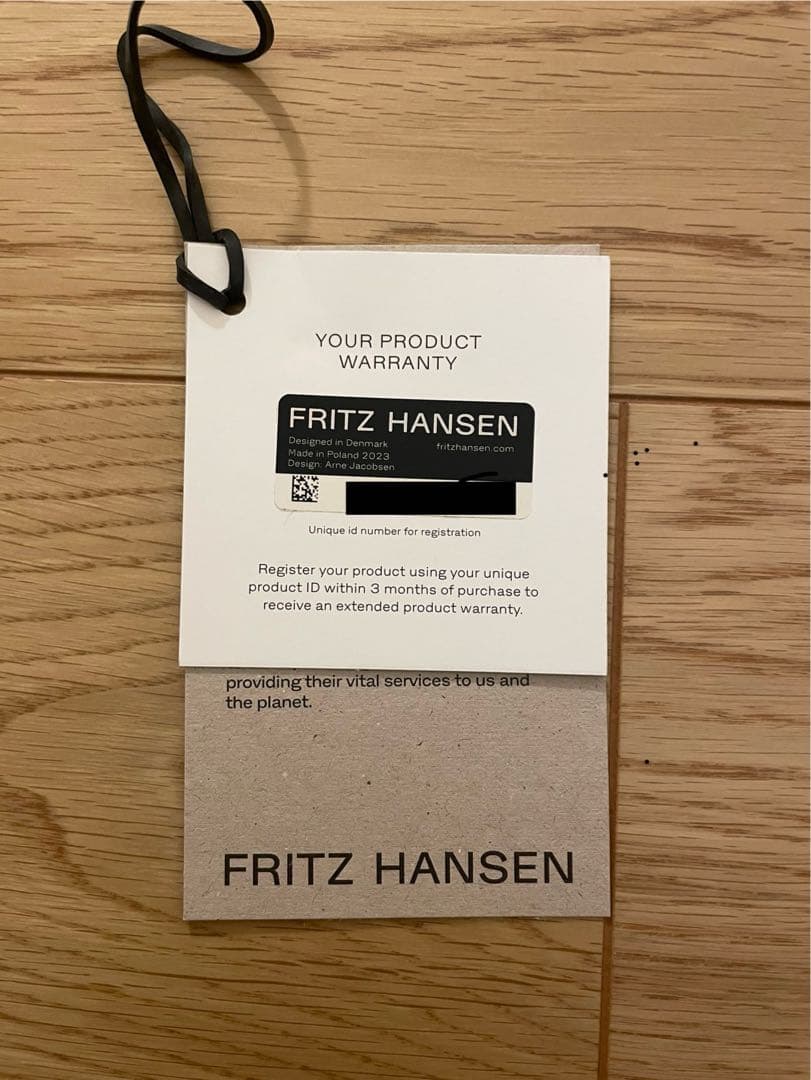 YOUR PRODUCT
WARRANTY
FRITZ HANSEN
Designed in Denmark
fritzhansen.com
Made in Poland 2023
Design: Arne Jacobsen
Unique id number for registration
Register your product using your unique
product ID within 3 months of purchase to
receive an extended product warranty.
providing their vital services to us and
the planet.
FRITZ HANSEN